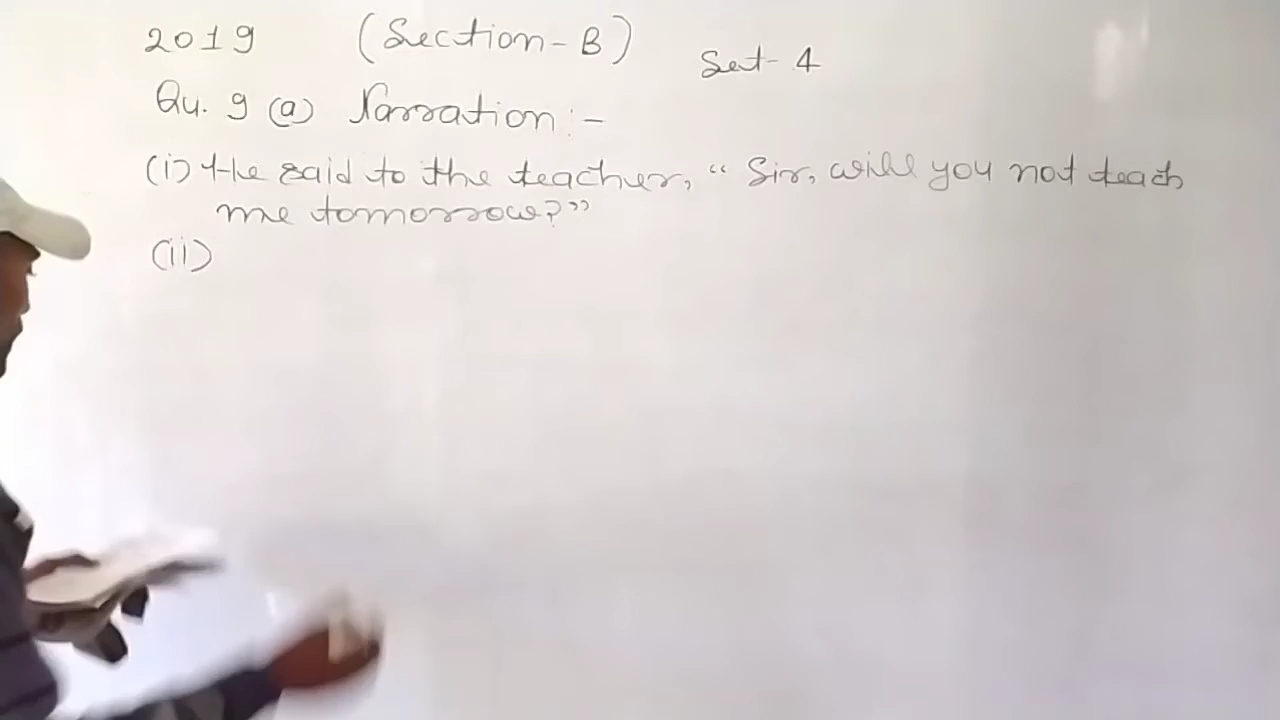 2019 (Section-B) Set-4
Qu. 9 (a) Narration:-
(i) He said to the teacher, “Sir, will you not teach
me tomorrow?”
(ii)